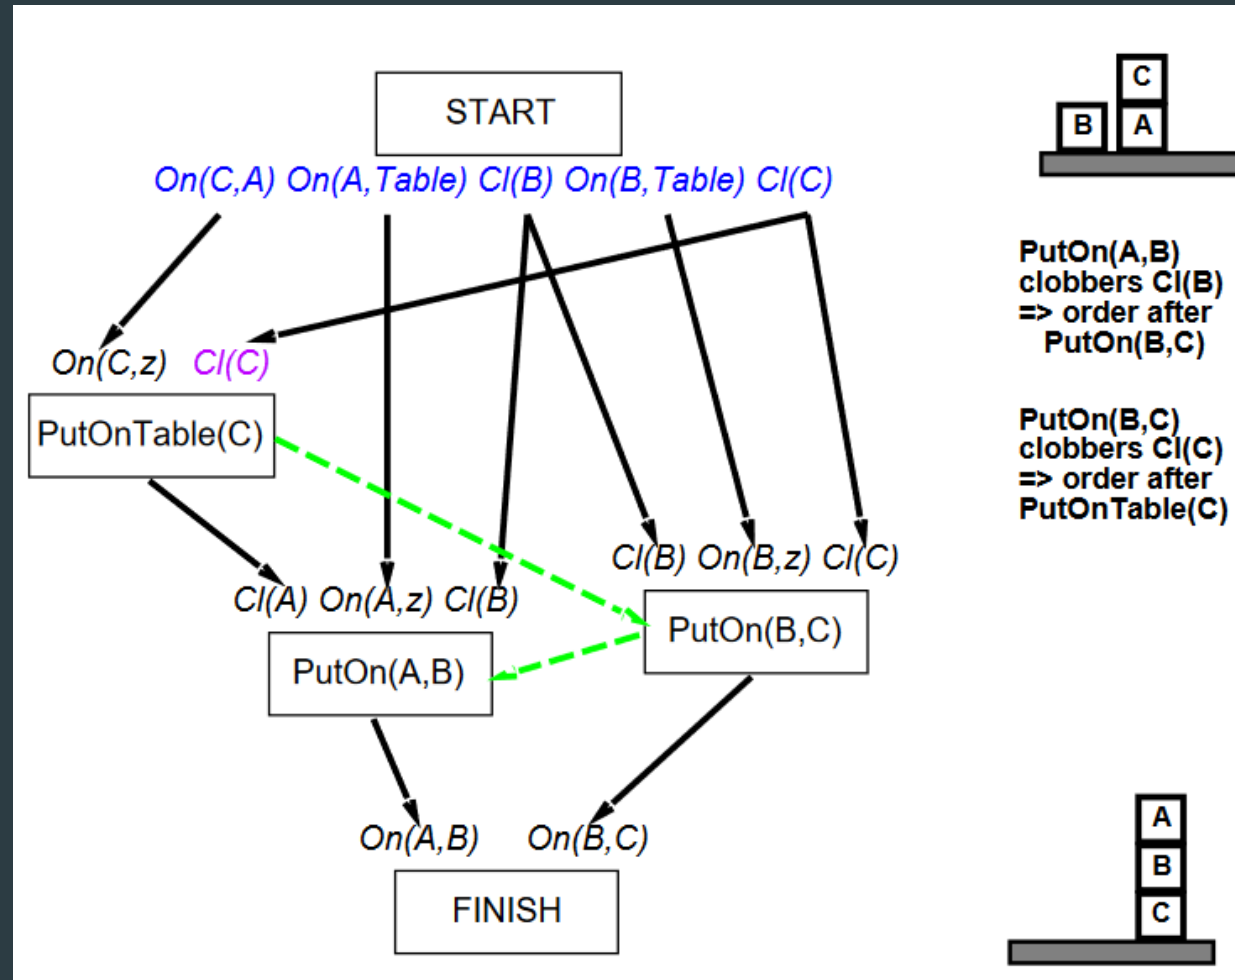 START
On(C,A) On(A,Table) Cl(B) On(B,Table) Cl(C)
On(C,z) Cl(C)
PutOnTable(C)
Cl(A) On(A,z) Cl(B)
PutOn(A,B)
Cl(B) On(B,z) Cl(C)
PutOn(B,C)
On(A,B) On(B,C)
FINISH
C
B A
PutOn(A,B)
clobbers Cl(B)
=> order after
PutOn(B,C)
PutOn(B,C)
clobbers Cl(C)
=> order after
PutOnTable(C)
A
B
C